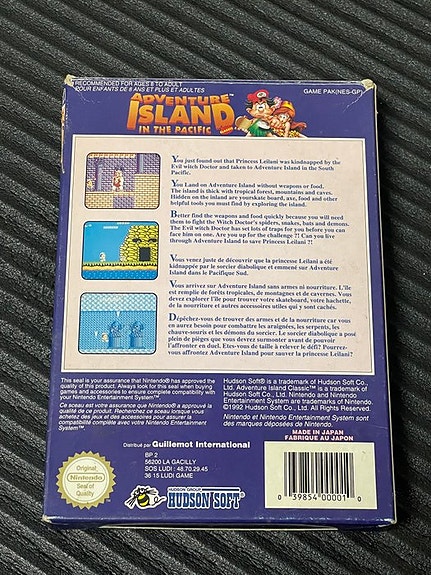 RECOMMENDED FOR AGES 6 TO ADULT
POUR ENFANTS DE 6 ANS ET PLUS ET ADULTES
GAME PAK(NES-GP)
ADVENTURE
ISLAND
IN THE PACIFIC
You just found out that Princess Leilani was kindnapped by the
Evil witch Doctor and taken to Adventure Island in the South
Pacific.
You Land on Adventure Island without weapons or food.
The island is thick with tropical forest, mountains and caves.
Hidden on the island are yourskate board, axe, food and other
helpful tools you must find by exploring the island.
Better find the weapons and food quickly because you will need
them to fight the Witch Doctor's spiders, snakes, bats and demons.
The Evil witch Doctor has set lots of traps for you before you can
face him on one. Are you up for the challenge ?! Can you live
through Adventure Island to save Princess Leilani ?!
Vous venez juste de découvrir que la princesse Leilani a été
kidnappée par le sorcier diabolique et emmené sur Adventure
Island dans le Pacifique Sud.
Vous arrivez sur Adventure Island sans armes ni nourriture. L'île
est remplie de forêts tropicales, de montagnes et de cavernes. Vous
devez explorer l'île pour trouver votre skateboard, votre hachette,
de la nourriture et autres accessoires utiles qui y sont cachés.
Dépêchez-vous de trouver des armes et de la nourriture car vous
en aurez besoin pour combattre les araignées, les serpents, les
chauve-souris et les démons du sorcier. Le sorcier diabolique a posé
plein de pièges que vous devrez surmonter avant de pouvoir
l'affronter en duel. Etes-vous de taille à relever le défi? Pourrez-
vous affrontez Adventure Island pour sauver la princesse Leilani?
This seal is your assurance that Nintendo® has approved the
quality of this product. Always look for this seal when buying
games and accessories to ensure complete compatibility with
your Nintendo Entertainment System™.
Ce sceau est votre assurance que Nintendo® a approuvé la
qualité de ce produit. Recherchez ce sceau lorsque vous
achetez des jeux et des accessoires pour assurer la
compatibilité complète avec votre Nintendo Entertainment
System™.
Hudson Soft® is a trademark of Hudson Soft Co.,
Ltd. Adventure Island Classic™ is a trademark of
Hudson Soft Co., Ltd. Nintendo and Nintendo
Entertainment System are trademarks of Nintendo.
©1992 Hudson Soft Co., Ltd. All Rights Reserved.
Nintendo et Nintendo Entertainment System sont
des marques déposées de Nintendo.
MADE IN JAPAN
FABRIQUE AU JAPON
Distribué par Guillemot International
BP 2
56200 LA GACILLY
SOS LUDI : 48.70.29.45
36 15 LUDI GAME
Original
Nintendo
Seal of
Quality
HUDSON GROUP
HUDSON SOFT
0 39854 00001 0